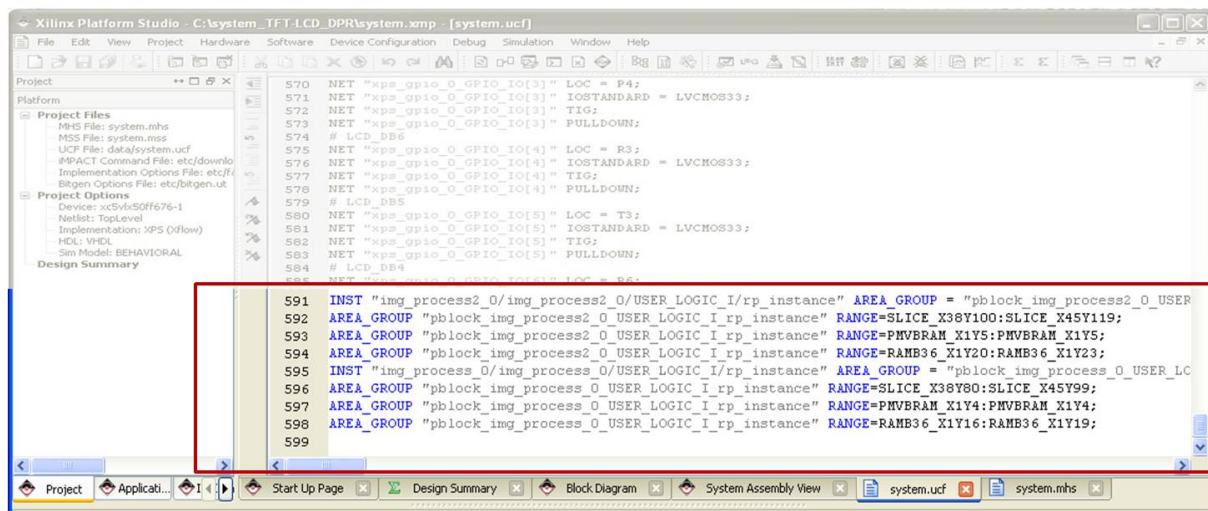 Xilinx Platform Studio - C:\system_TFT-LCD_DPR\system.xmp - [system.ucf]
File Edit View Project Hardware Software Device Configuration Debug Simulation Window Help
Project
Platform
Project Files
MHS File: system.mhs
MSS File: system.mss
UCF File: data/system.ucf
iMPACT Command File: etc/downlo
Implementation Options File: etc/f
Bitgen Options File: etc/bitgen.ut
Project Options
Device: xc5vlx50ff676-1
Netlist: TopLevel
Implementation: XPS (Xflow)
HDL: VHDL
Sim Model: BEHAVIORAL
Design Summary
570 NET "xps_gpio_0_GPIO_IO[3]" LOC = P4;
571 NET "xps_gpio_0_GPIO_IO[3]" IOSTANDARD = LVCMOS33;
572 NET "xps_gpio_0_GPIO_IO[3]" TIG;
573 NET "xps_gpio_0_GPIO_IO[3]" PULLDOWN;
574 # LCD_DB6
575 NET "xps_gpio_0_GPIO_IO[4]" LOC = R3;
576 NET "xps_gpio_0_GPIO_IO[4]" IOSTANDARD = LVCMOS33;
577 NET "xps_gpio_0_GPIO_IO[4]" TIG;
578 NET "xps_gpio_0_GPIO_IO[4]" PULLDOWN;
579 # LCD_DB5
580 NET "xps_gpio_0_GPIO_IO[5]" LOC = T3;
581 NET "xps_gpio_0_GPIO_IO[5]" IOSTANDARD = LVCMOS33;
582 NET "xps_gpio_0_GPIO_IO[5]" TIG;
583 NET "xps_gpio_0_GPIO_IO[5]" PULLDOWN;
584 # LCD_DB4
585 NET "xps_gpio_0_GPIO_IO[6]" LOC = R6;
591 INST "img_process2_0/img_process2_0/USER_LOGIC_I/rp_instance" AREA_GROUP = "pblock_img_process2_0_USER
592 AREA_GROUP "pblock_img_process2_0_USER_LOGIC_I_rp_instance" RANGE=SLICE_X38Y100:SLICE_X45Y119;
593 AREA_GROUP "pblock_img_process2_0_USER_LOGIC_I_rp_instance" RANGE=PMVBRAM_X1Y5:PMVBRAM_X1Y5;
594 AREA_GROUP "pblock_img_process2_0_USER_LOGIC_I_rp_instance" RANGE=RAMB36_X1Y20:RAMB36_X1Y23;
595 INST "img_process_0/img_process_0/USER_LOGIC_I/rp_instance" AREA_GROUP = "pblock_img_process_0_USER_LO
596 AREA_GROUP "pblock_img_process_0_USER_LOGIC_I_rp_instance" RANGE=SLICE_X38Y80:SLICE_X45Y99;
597 AREA_GROUP "pblock_img_process_0_USER_LOGIC_I_rp_instance" RANGE=PMVBRAM_X1Y4:PMVBRAM_X1Y4;
598 AREA_GROUP "pblock_img_process_0_USER_LOGIC_I_rp_instance" RANGE=RAMB36_X1Y16:RAMB36_X1Y19;
599
Project Applicati... Start Up Page Design Summary Block Diagram System Assembly View system.ucf system.mhs